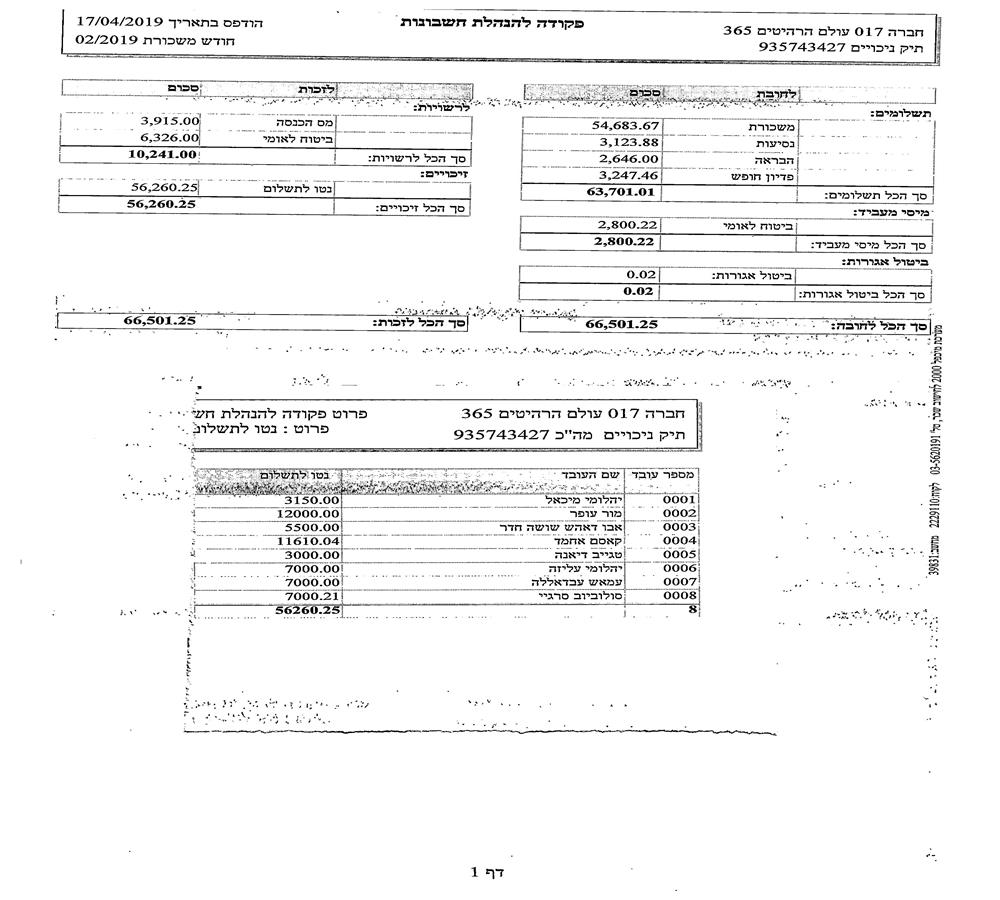 חברה 017 עולם הרהיטים 365 פקודה להנהלת חשבונות הודפס בתאריך 17/04/2019
תיק ניכויים 935743427 חודש משכורת 02/2019
לחובת סכום
תשלומים:
משכורת 54,683.67
נסיעות 3,123.88
הבראה 2,646.00
פדיון חופש 3,247.46
סך הכל תשלומים: 63,701.01
מיסי מעביד:
ביטוח לאומי 2,800.22
סך הכל מיסי מעביד: 2,800.22
ביטול אגורות:
ביטול אגורות: 0.02
סך הכל ביטול אגורות: 0.02
סך הכל לחובה: 66,501.25
לזכות סכום
לרשויות:
מס הכנסה 3,915.00
ביטוח לאומי 6,326.00
סך הכל לרשויות: 10,241.00
זיכויים:
נטו לתשלום 56,260.25
סך הכל זיכויים: 56,260.25
סך הכל לזכות: 66,501.25
חברה 017 עולם הרהיטים 365 פרוט פקודה להנהלת חש
תיק ניכויים מה"כ 935743427 פרוט : נטו לתשלום
מספר עובד שם העובד נטו לתשלום
0001 יהלומי מיכאל 3150.00
0002 מור עופר 12000.00
0003 אבו דאהש שושה חדר 5500.00
0004 קאסם אחמד 11610.04
0005 טגייב דיאנה 3000.00
0006 יהלומי עליזה 7000.00
0007 עמאש עבדאללה 7000.00
0008 סולוביוב סרגיי 7000.21
8 56260.25
לחישוב שכר, טל' 03-5620191 לקוח:2229110 מחשב:39831
דף 1